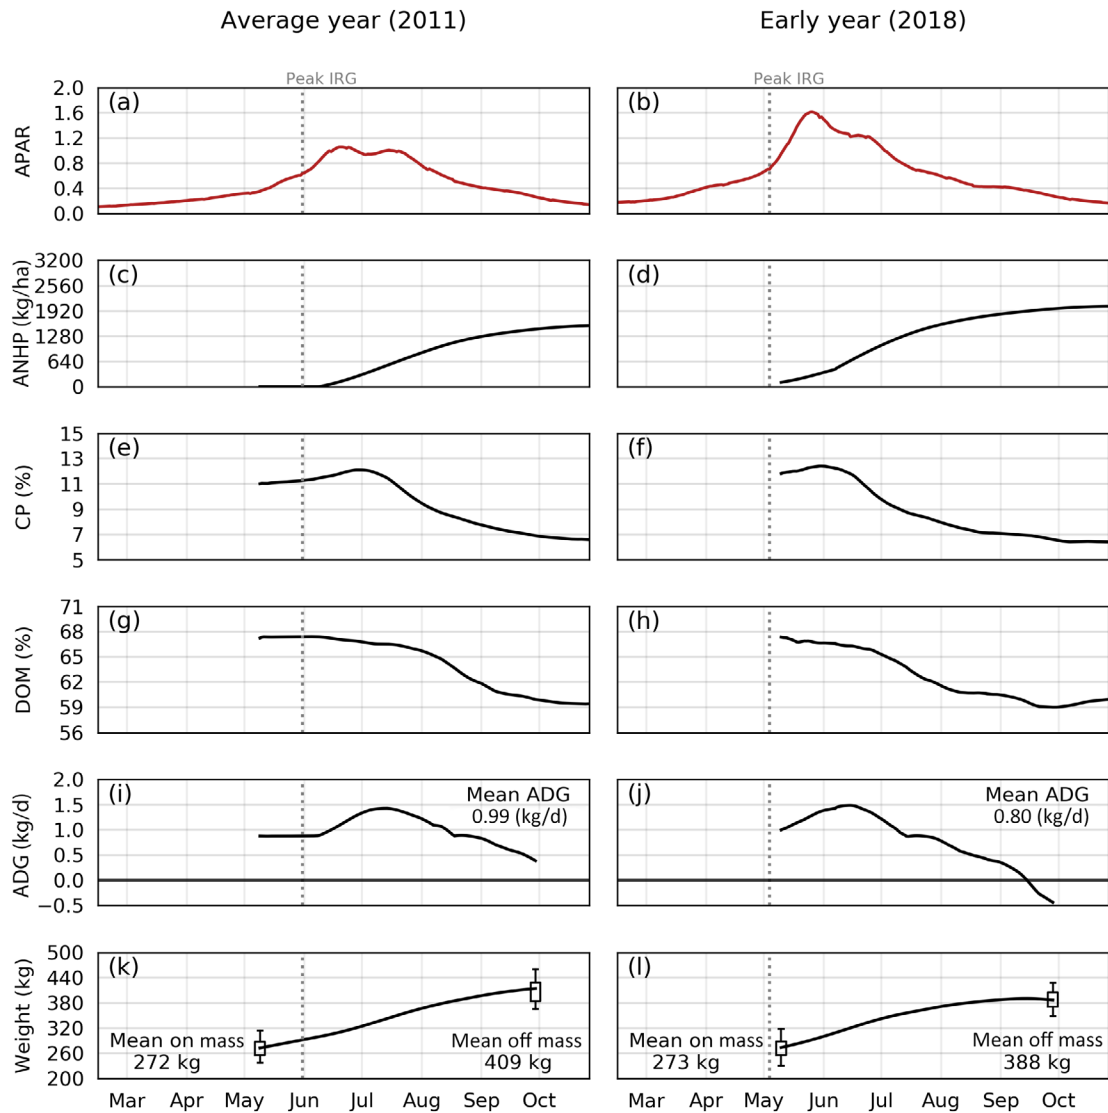 Average year (2011)
Early year (2018)
Peak IRG
Peak IRG
APAR
2.0
1.6
1.2
0.8
0.4
0.0
(a)
(b)
ANHP (kg/ha)
3200
2560
1920
1280
640
0
(c)
(d)
CP (%)
15
13
11
9
7
5
(e)
(f)
DOM (%)
71
68
65
62
59
56
(g)
(h)
ADG (kg/d)
2.0
1.5
1.0
0.5
0.0
−0.5
(i)
Mean ADG
0.99 (kg/d)
(j)
Mean ADG
0.80 (kg/d)
Weight (kg)
500
440
380
320
260
200
(k)
Mean on mass
272 kg
Mean off mass
409 kg
(l)
Mean on mass
273 kg
Mean off mass
388 kg
Mar Apr May Jun Jul Aug Sep Oct
Mar Apr May Jun Jul Aug Sep Oct